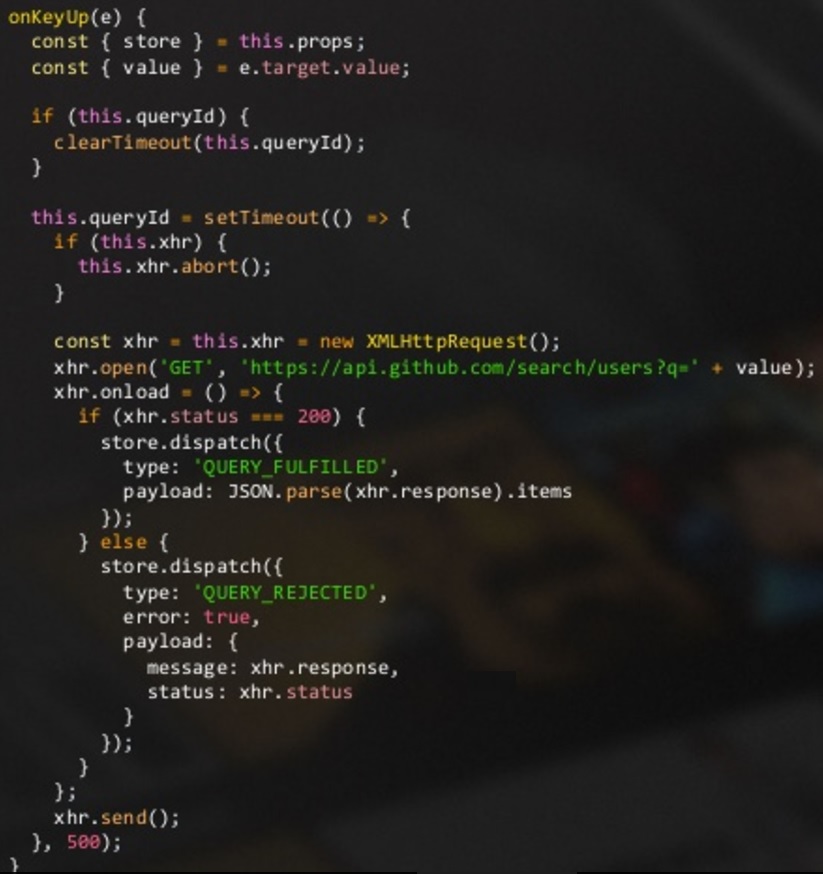 onKeyUp(e) {
  const { store } = this.props;
  const { value } = e.target.value;

  if (this.queryId) {
    clearTimeout(this.queryId);
  }

  this.queryId = setTimeout(() => {
    if (this.xhr) {
      this.xhr.abort();
    }

    const xhr = this.xhr = new XMLHttpRequest();
    xhr.open('GET', 'https://api.github.com/search/users?q=' + value);
    xhr.onload = () => {
      if (xhr.status === 200) {
        store.dispatch({
          type: 'QUERY_FULFILLED',
          payload: JSON.parse(xhr.response).items
        });
      } else {
        store.dispatch({
          type: 'QUERY_REJECTED',
          error: true,
          payload: {
            message: xhr.response,
            status: xhr.status
          }
        });
      }
    };
    xhr.send();
  }, 500);
}